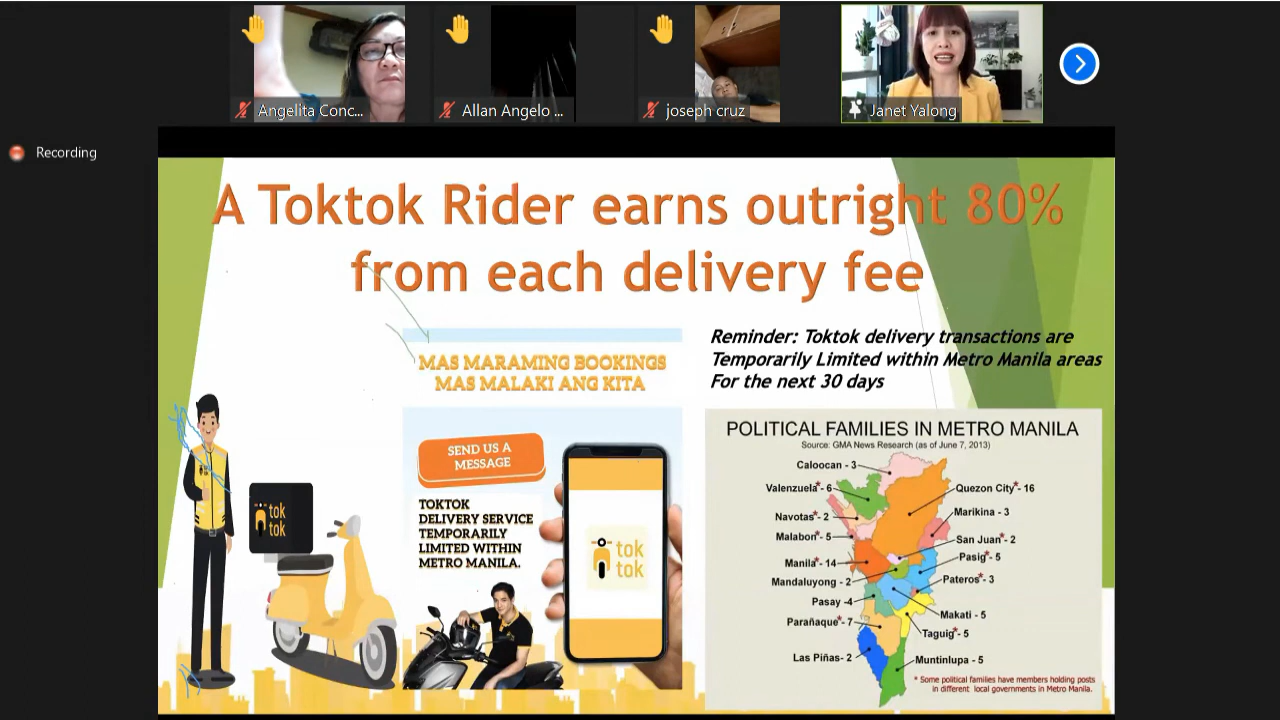 Angelita Conc...
Allan Angelo ...
joseph cruz
Janet Yalong
Recording
A Toktok Rider earns outright 80%
from each delivery fee
MAS MARAMING BOOKINGS
MAS MALAKI ANG KITA
SEND US A
MESSAGE
TOKTOK
DELIVERY SERVICE
TEMPORARILY
LIMITED WITHIN
METRO MANILA.
tok
tok
tok
tok
Reminder: Toktok delivery transactions are
Temporarily Limited within Metro Manila areas
For the next 30 days
POLITICAL FAMILIES IN METRO MANILA
Source: GMA News Research (as of June 7, 2013)
Caloocan - 3
Valenzuela*- 6
Quezon City*- 16
Navotas*- 2
Marikina - 3
Malabon*- 5
San Juan*- 2
Manila*- 14
Pasig*- 5
Mandaluyong - 2
Pateros*- 3
Pasay -4
Makati - 5
Parañaque*- 7
Taguig*- 5
Las Piñas- 2
Muntinlupa - 5
* Some political families have members holding posts
in different local governments in Metro Manila.